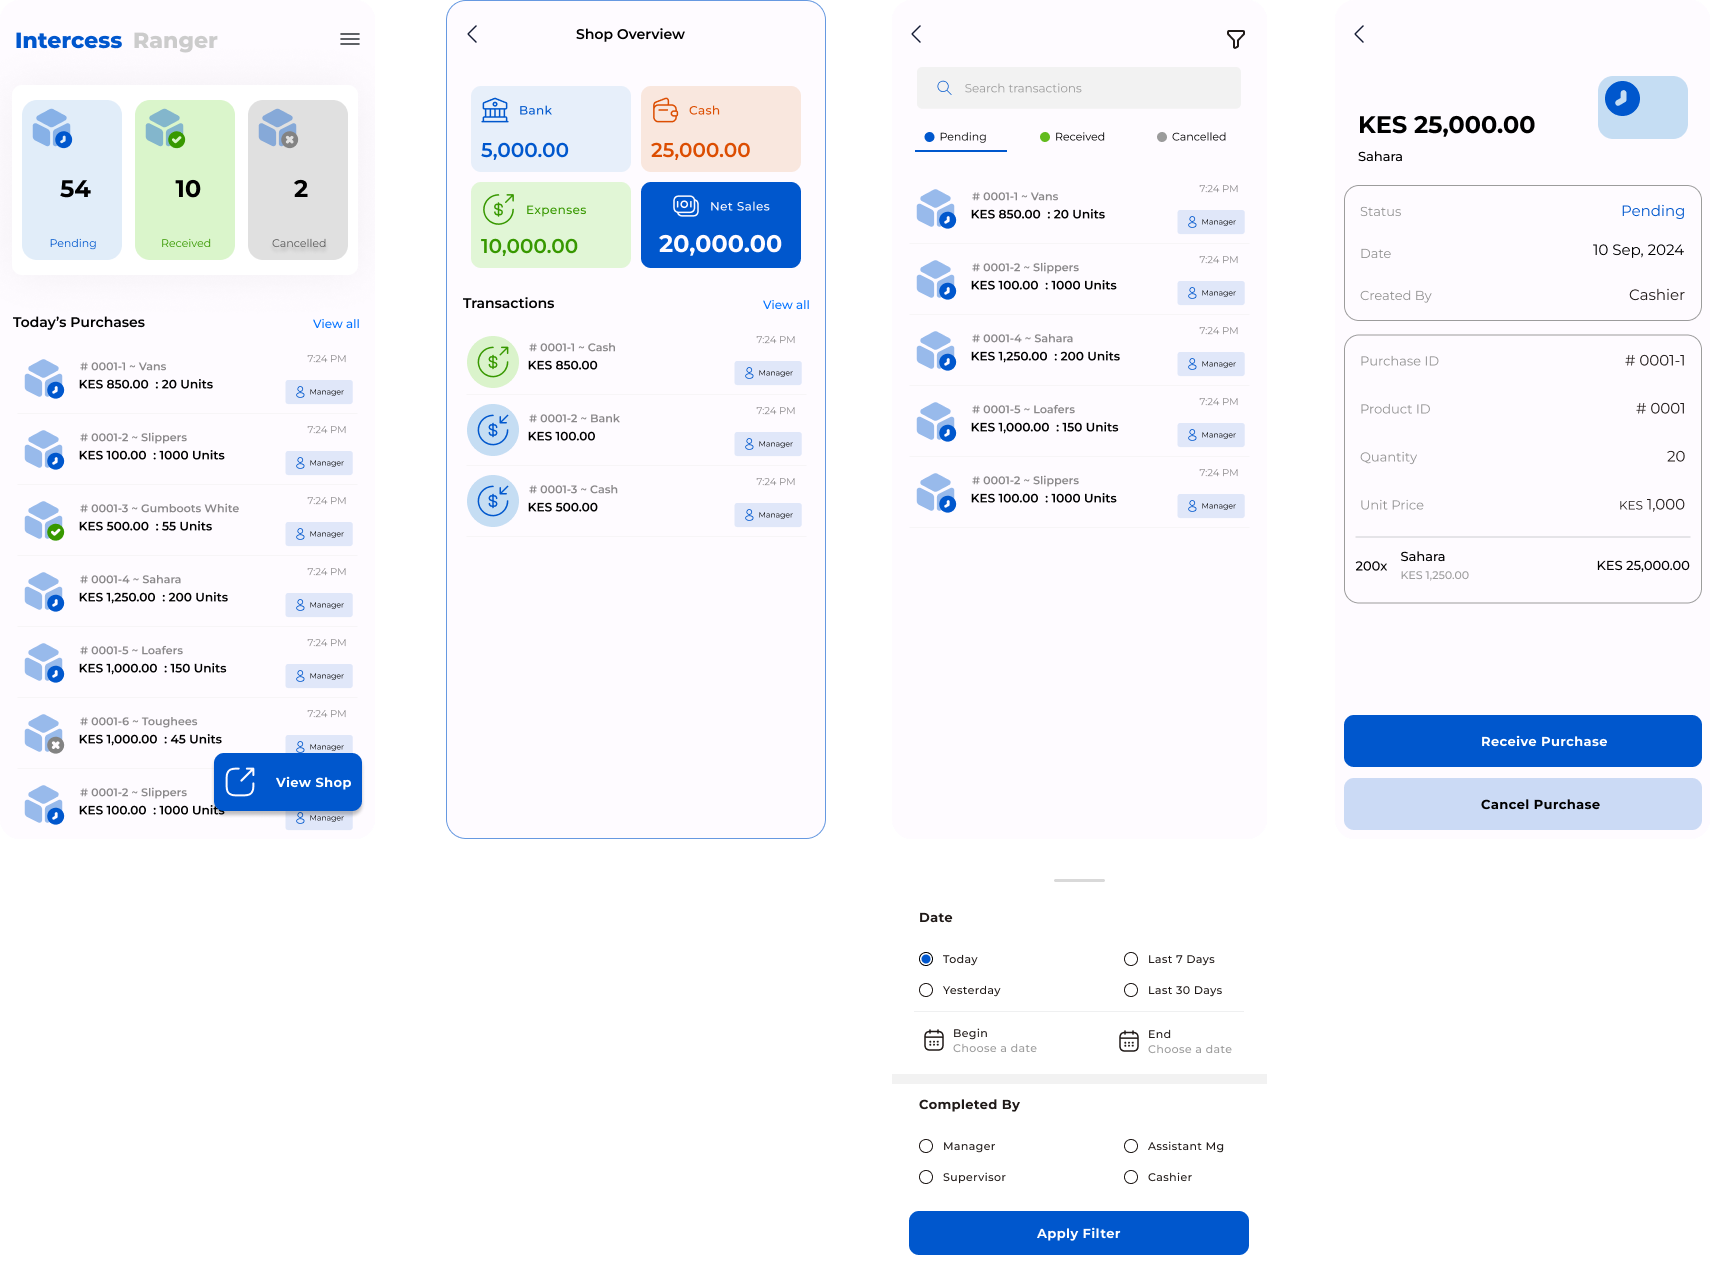 Intercess Ranger
54
Pending
10
Received
2
Cancelled
Today's Purchases
View all
# 0001-1 ~ Vans
7:24 PM
KES 850.00 : 20 Units
Manager
# 0001-2 ~ Slippers
7:24 PM
KES 100.00 : 1000 Units
Manager
# 0001-3 ~ Gumboots White
7:24 PM
KES 500.00 : 55 Units
Manager
# 0001-4 ~ Sahara
7:24 PM
KES 1,250.00 : 200 Units
Manager
# 0001-5 ~ Loafers
7:24 PM
KES 1,000.00 : 150 Units
Manager
# 0001-6 ~ Toughees
7:24 PM
KES 1,000.00 : 45 Units
Manager
View Shop
# 0001-2 ~ Slippers
KES 100.00 : 1000 Units
Manager
Shop Overview
Bank
5,000.00
Cash
25,000.00
Expenses
10,000.00
Net Sales
20,000.00
Transactions
View all
# 0001-1 ~ Cash
7:24 PM
KES 850.00
Manager
# 0001-2 ~ Bank
7:24 PM
KES 100.00
Manager
# 0001-3 ~ Cash
7:24 PM
KES 500.00
Manager
Search transactions
Pending
Received
Cancelled
# 0001-1 ~ Vans
7:24 PM
KES 850.00 : 20 Units
Manager
# 0001-2 ~ Slippers
7:24 PM
KES 100.00 : 1000 Units
Manager
# 0001-4 ~ Sahara
7:24 PM
KES 1,250.00 : 200 Units
Manager
# 0001-5 ~ Loafers
7:24 PM
KES 1,000.00 : 150 Units
Manager
# 0001-2 ~ Slippers
7:24 PM
KES 100.00 : 1000 Units
Manager
Date
Today
Last 7 Days
Yesterday
Last 30 Days
Begin
Choose a date
End
Choose a date
Completed By
Manager
Assistant Mg
Supervisor
Cashier
Apply Filter
KES 25,000.00
Sahara
Status
Pending
Date
10 Sep, 2024
Created By
Cashier
Purchase ID
# 0001-1
Product ID
# 0001
Quantity
20
Unit Price
KES 1,000
200x
Sahara
KES 1,250.00
KES 25,000.00
Receive Purchase
Cancel Purchase